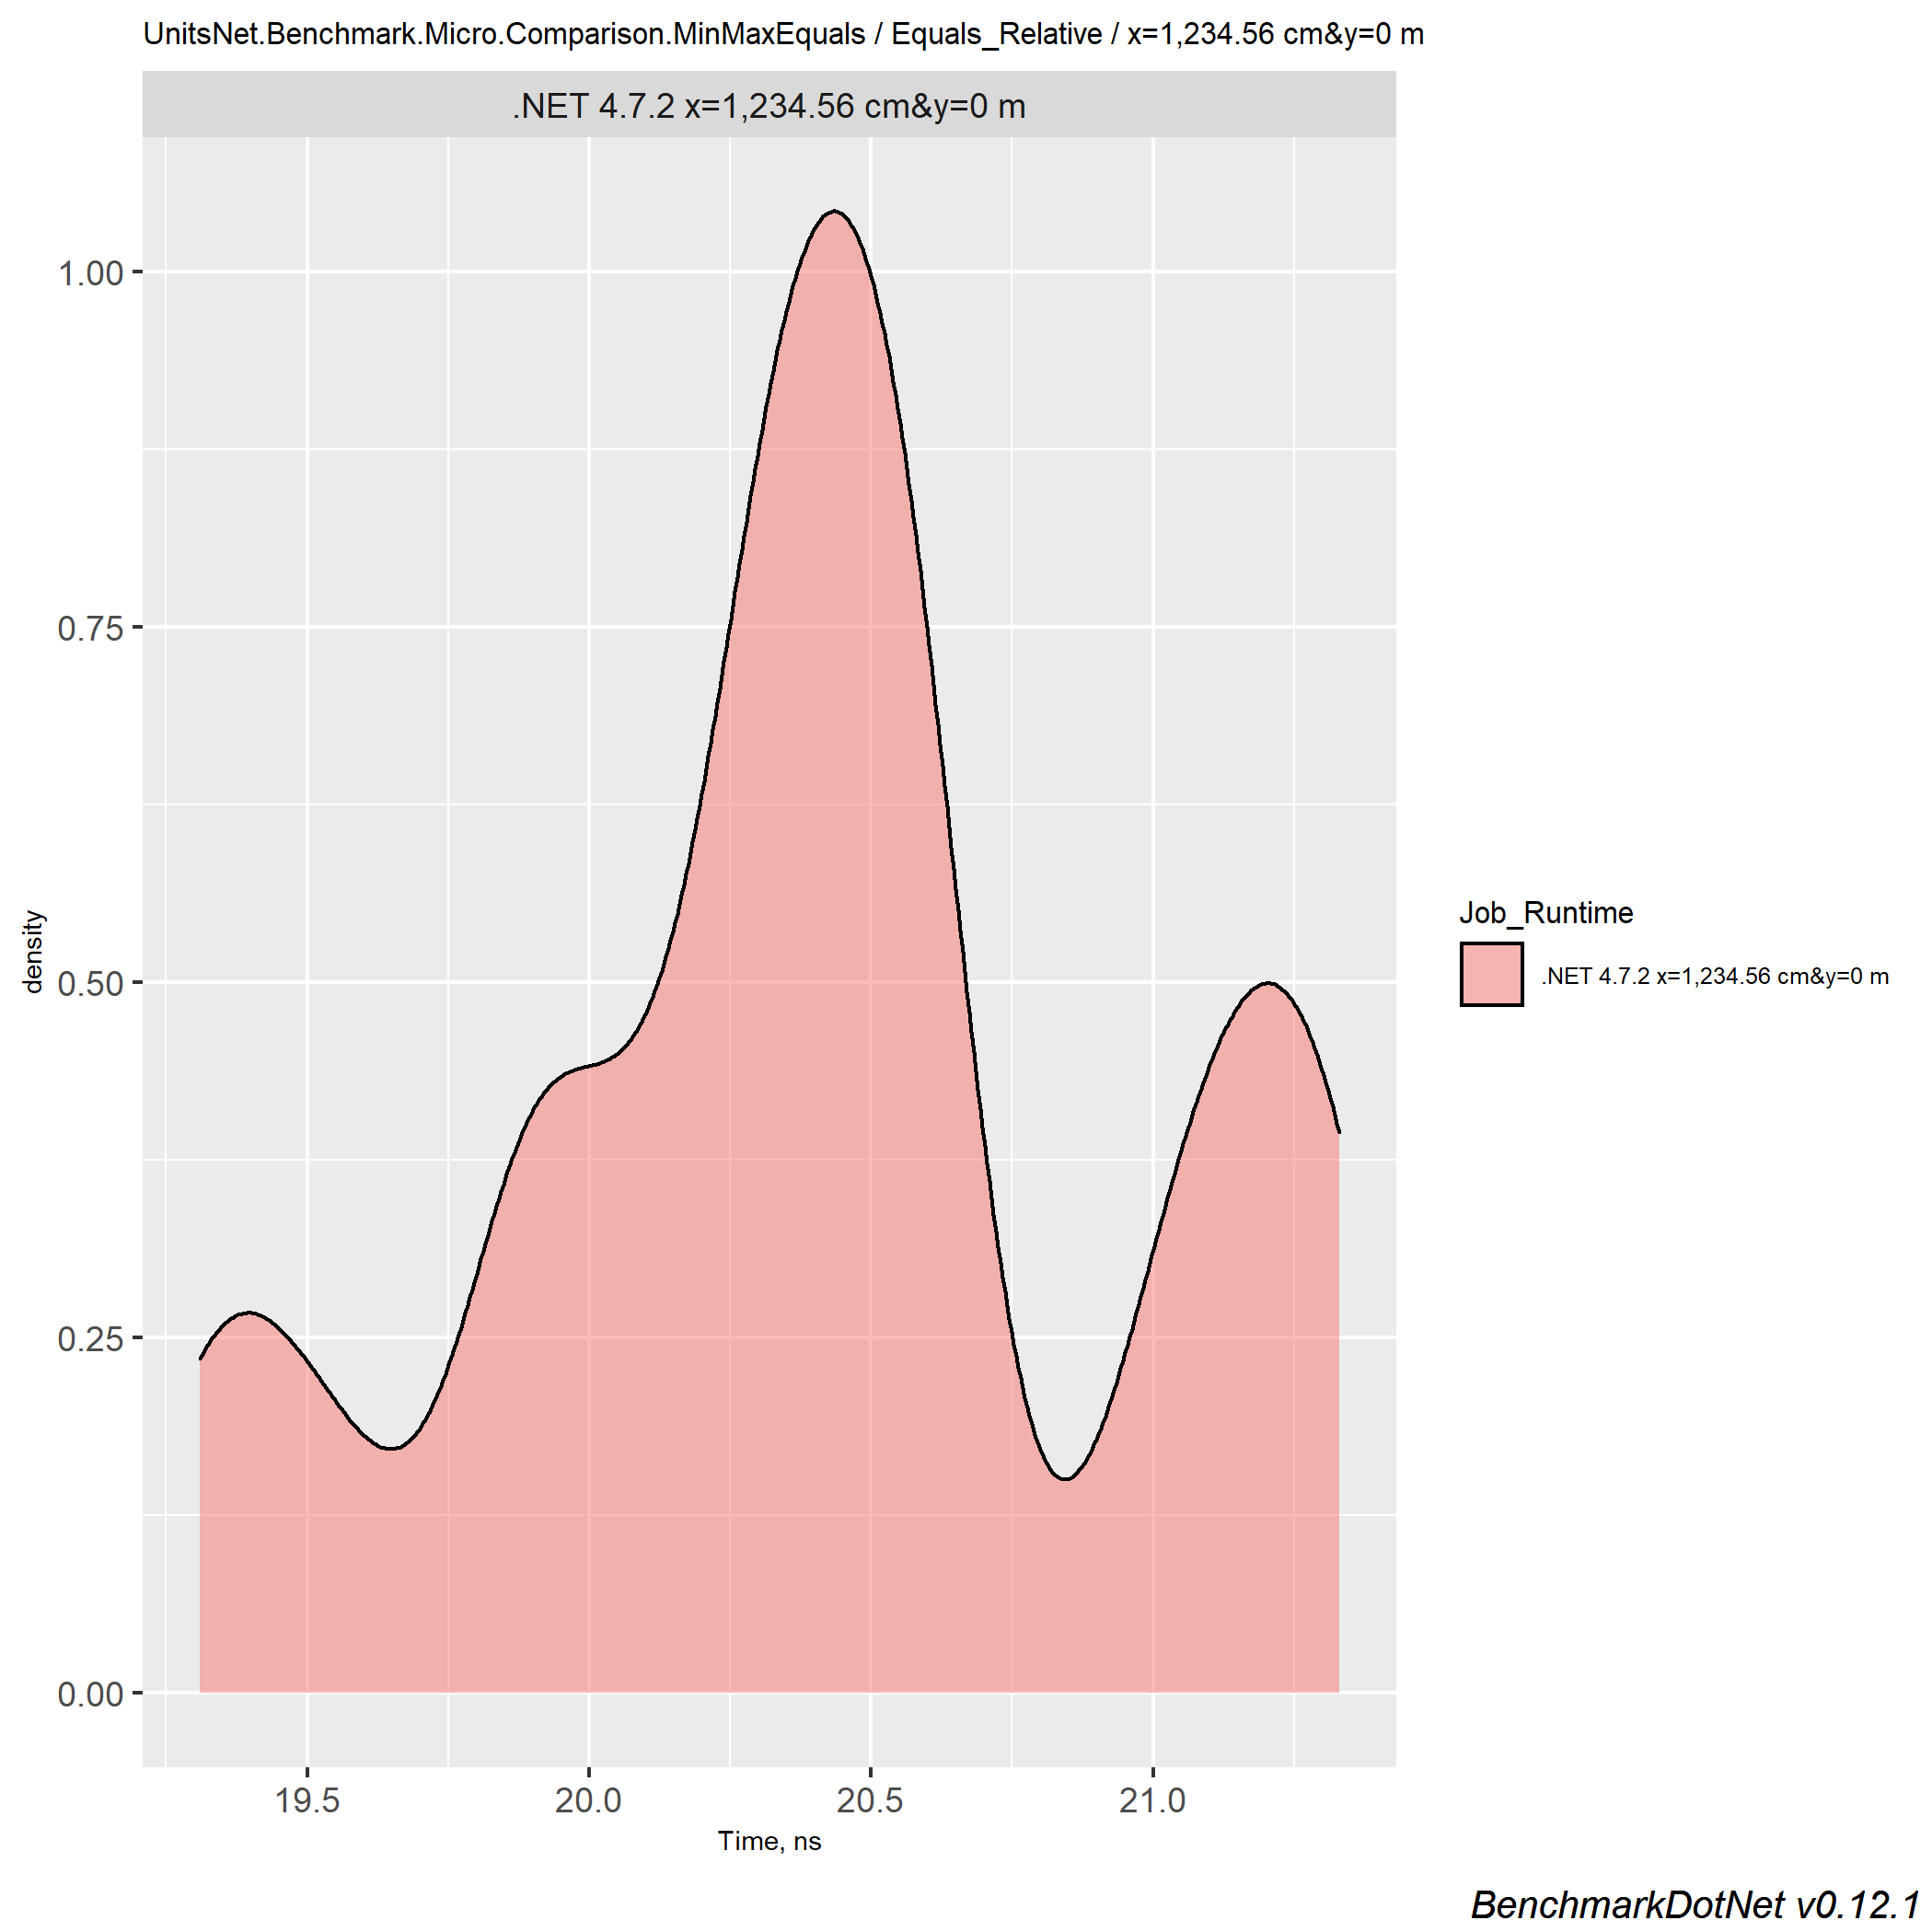 UnitsNet.Benchmark.Micro.Comparison.MinMaxEquals / Equals_Relative / x=1,234.56 cm&y=0 m
.NET 4.7.2 x=1,234.56 cm&y=0 m
1.00
0.75
0.50
0.25
0.00
density
19.5 20.0 20.5 21.0
Time, ns
Job_Runtime
.NET 4.7.2 x=1,234.56 cm&y=0 m
BenchmarkDotNet v0.12.1